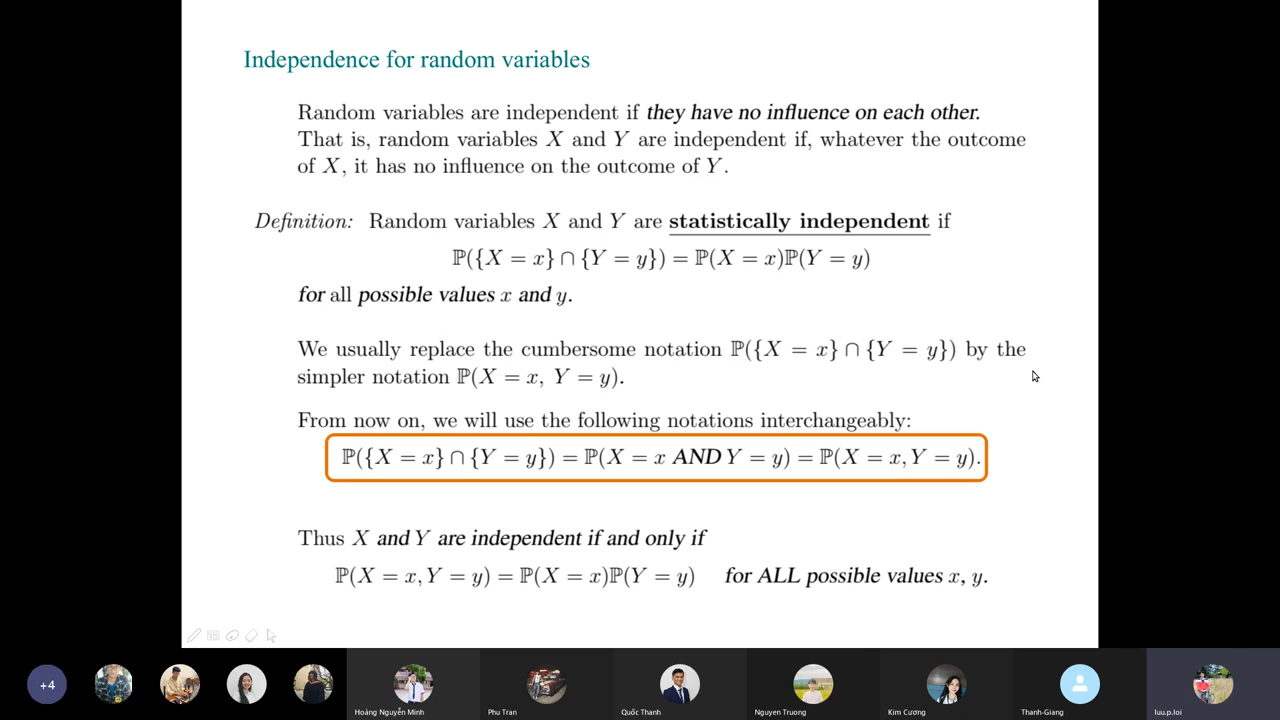 Independence for random variables
Random variables are independent if they have no influence on each other.
That is, random variables X and Y are independent if, whatever the outcome
of X, it has no influence on the outcome of Y.
Definition: Random variables X and Y are statistically independent if
ℙ({X = x} ∩ {Y = y}) = ℙ(X = x)ℙ(Y = y)
for all possible values x and y.
We usually replace the cumbersome notation ℙ({X = x} ∩ {Y = y}) by the
simpler notation ℙ(X = x, Y = y).
From now on, we will use the following notations interchangeably:
ℙ({X = x} ∩ {Y = y}) = ℙ(X = x AND Y = y) = ℙ(X = x, Y = y).
Thus X and Y are independent if and only if
ℙ(X = x, Y = y) = ℙ(X = x)ℙ(Y = y) for ALL possible values x, y.
+4
Hoàng Nguyễn Minh
Phu Tran
Quốc Thanh
Nguyen Truong
Kim Cương
Thanh-Giang
luu.p.loi